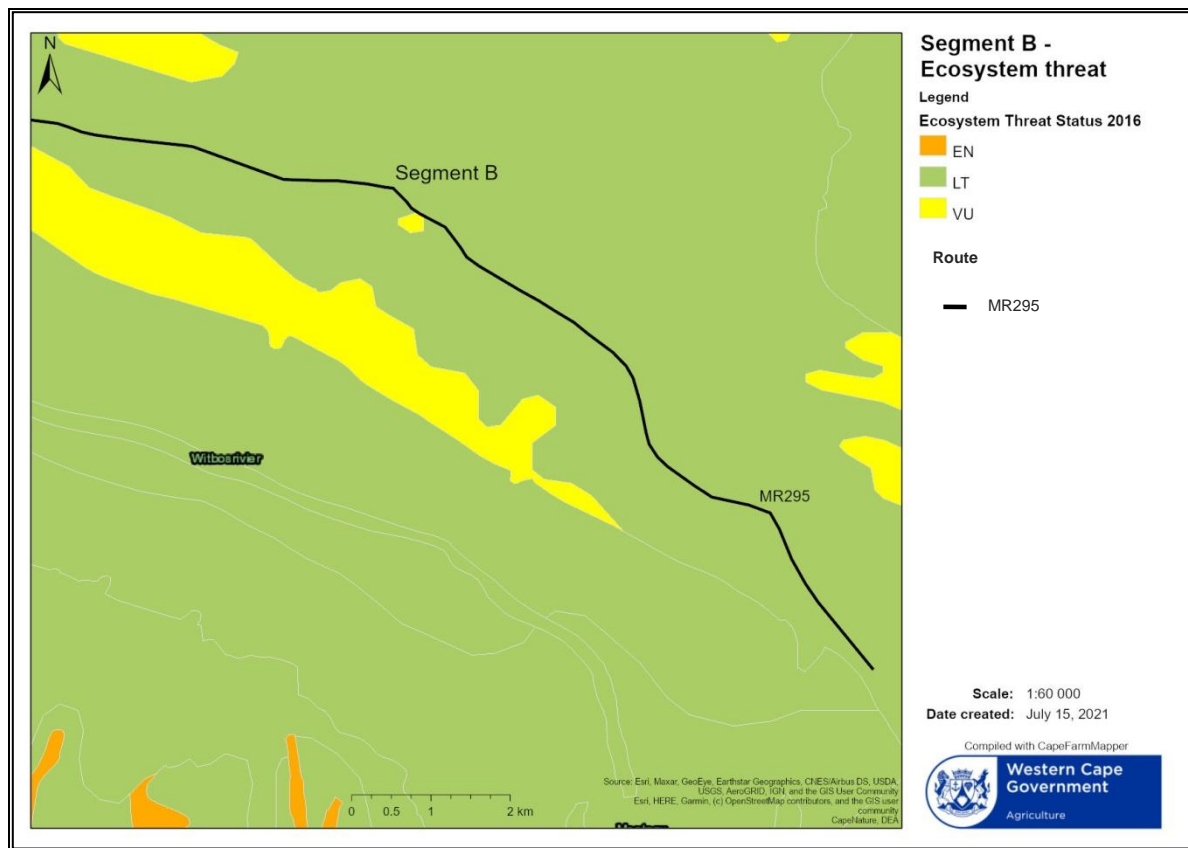 N
Segment B
Witbosrivier
MR295
0 0.5 1 2 km
Source: Esri, Maxar, GeoEye, Earthstar Geographics, CNES/Airbus DS, USDA,
USGS, AeroGRID, IGN, and the GIS User Community
Esri, HERE, Garmin, (c) OpenStreetMap contributors, and the GIS user
community
CapeNature, DEA
Segment B -
Ecosystem threat
Legend
Ecosystem Threat Status 2016
EN
LT
VU
Route
MR295
Scale: 1:60 000
Date created: July 15, 2021
Compiled with CapeFarmMapper
Western Cape
Government
Agriculture